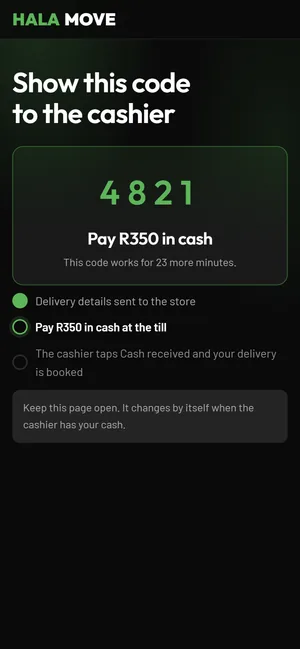 HALA MOVE
Show this code
to the cashier
4821
Pay R350 in cash
This code works for 23 more minutes.
Delivery details sent to the store
Pay R350 in cash at the till
The cashier taps Cash received and your delivery
is booked
Keep this page open. It changes by itself when the
cashier has your cash.